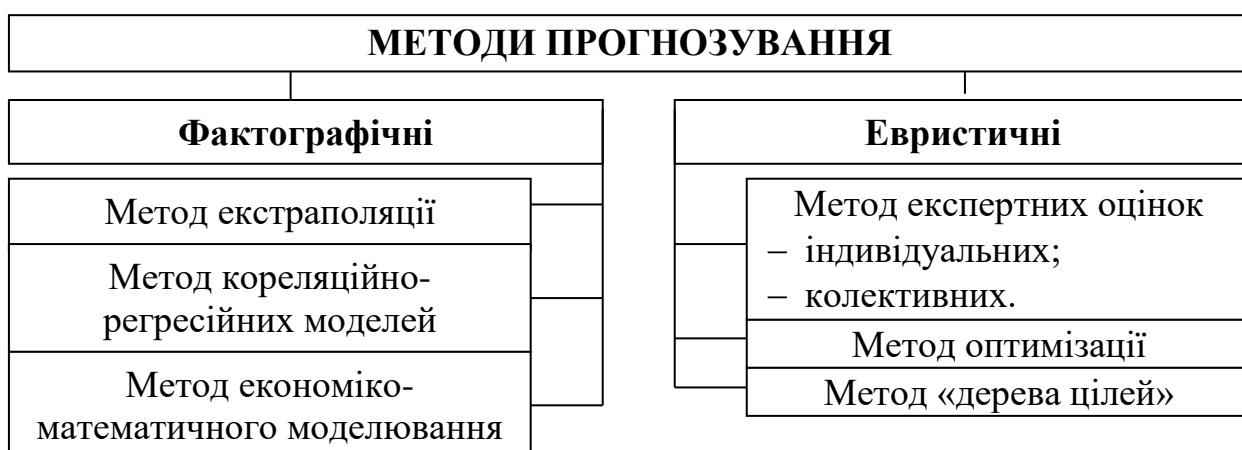 МЕТОДИ ПРОГНОЗУВАННЯ
Фактографічні
Метод екстраполяції
Метод кореляційно-
регресійних моделей
Метод економіко-
математичного моделювання
Евристичні
Метод експертних оцінок
– індивідуальних;
– колективних.
Метод оптимізації
Метод «дерева цілей»